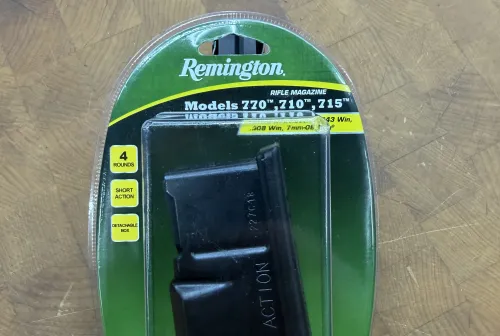 Remington
RIFLE MAGAZINE
Models 770™, 710™, 715™
243 Win,
.308 Win, 7mm-08
4
ROUNDS
SHORT
ACTION
DETACHABLE
BOX
ACTION